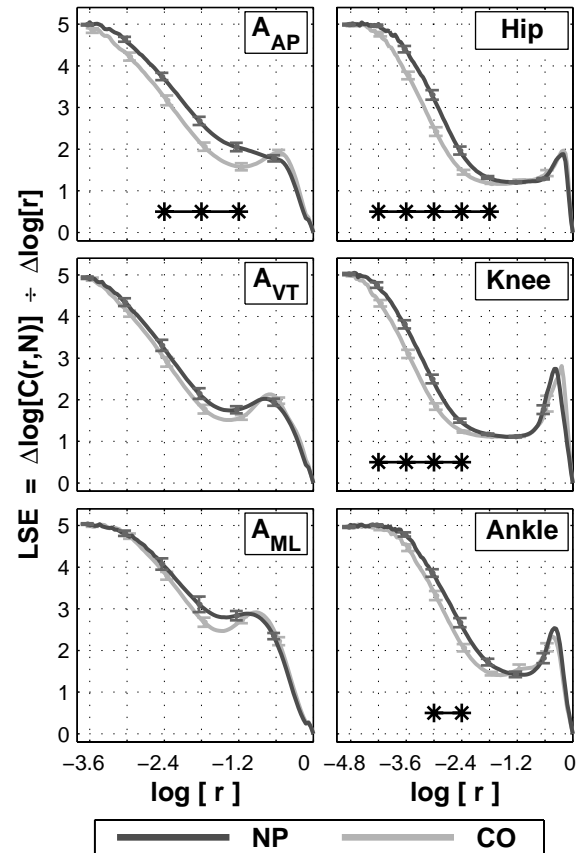 LSE = Δlog[C(r,N)] ÷ Δlog[r]
A_AP
5
4
3
2
1
0
Hip
A_VT
5
4
3
2
1
0
Knee
A_ML
5
4
3
2
1
0
Ankle
−3.6 −2.4 −1.2 0
−4.8 −3.6 −2.4 −1.2 0
log [ r ]
log [ r ]
NP CO